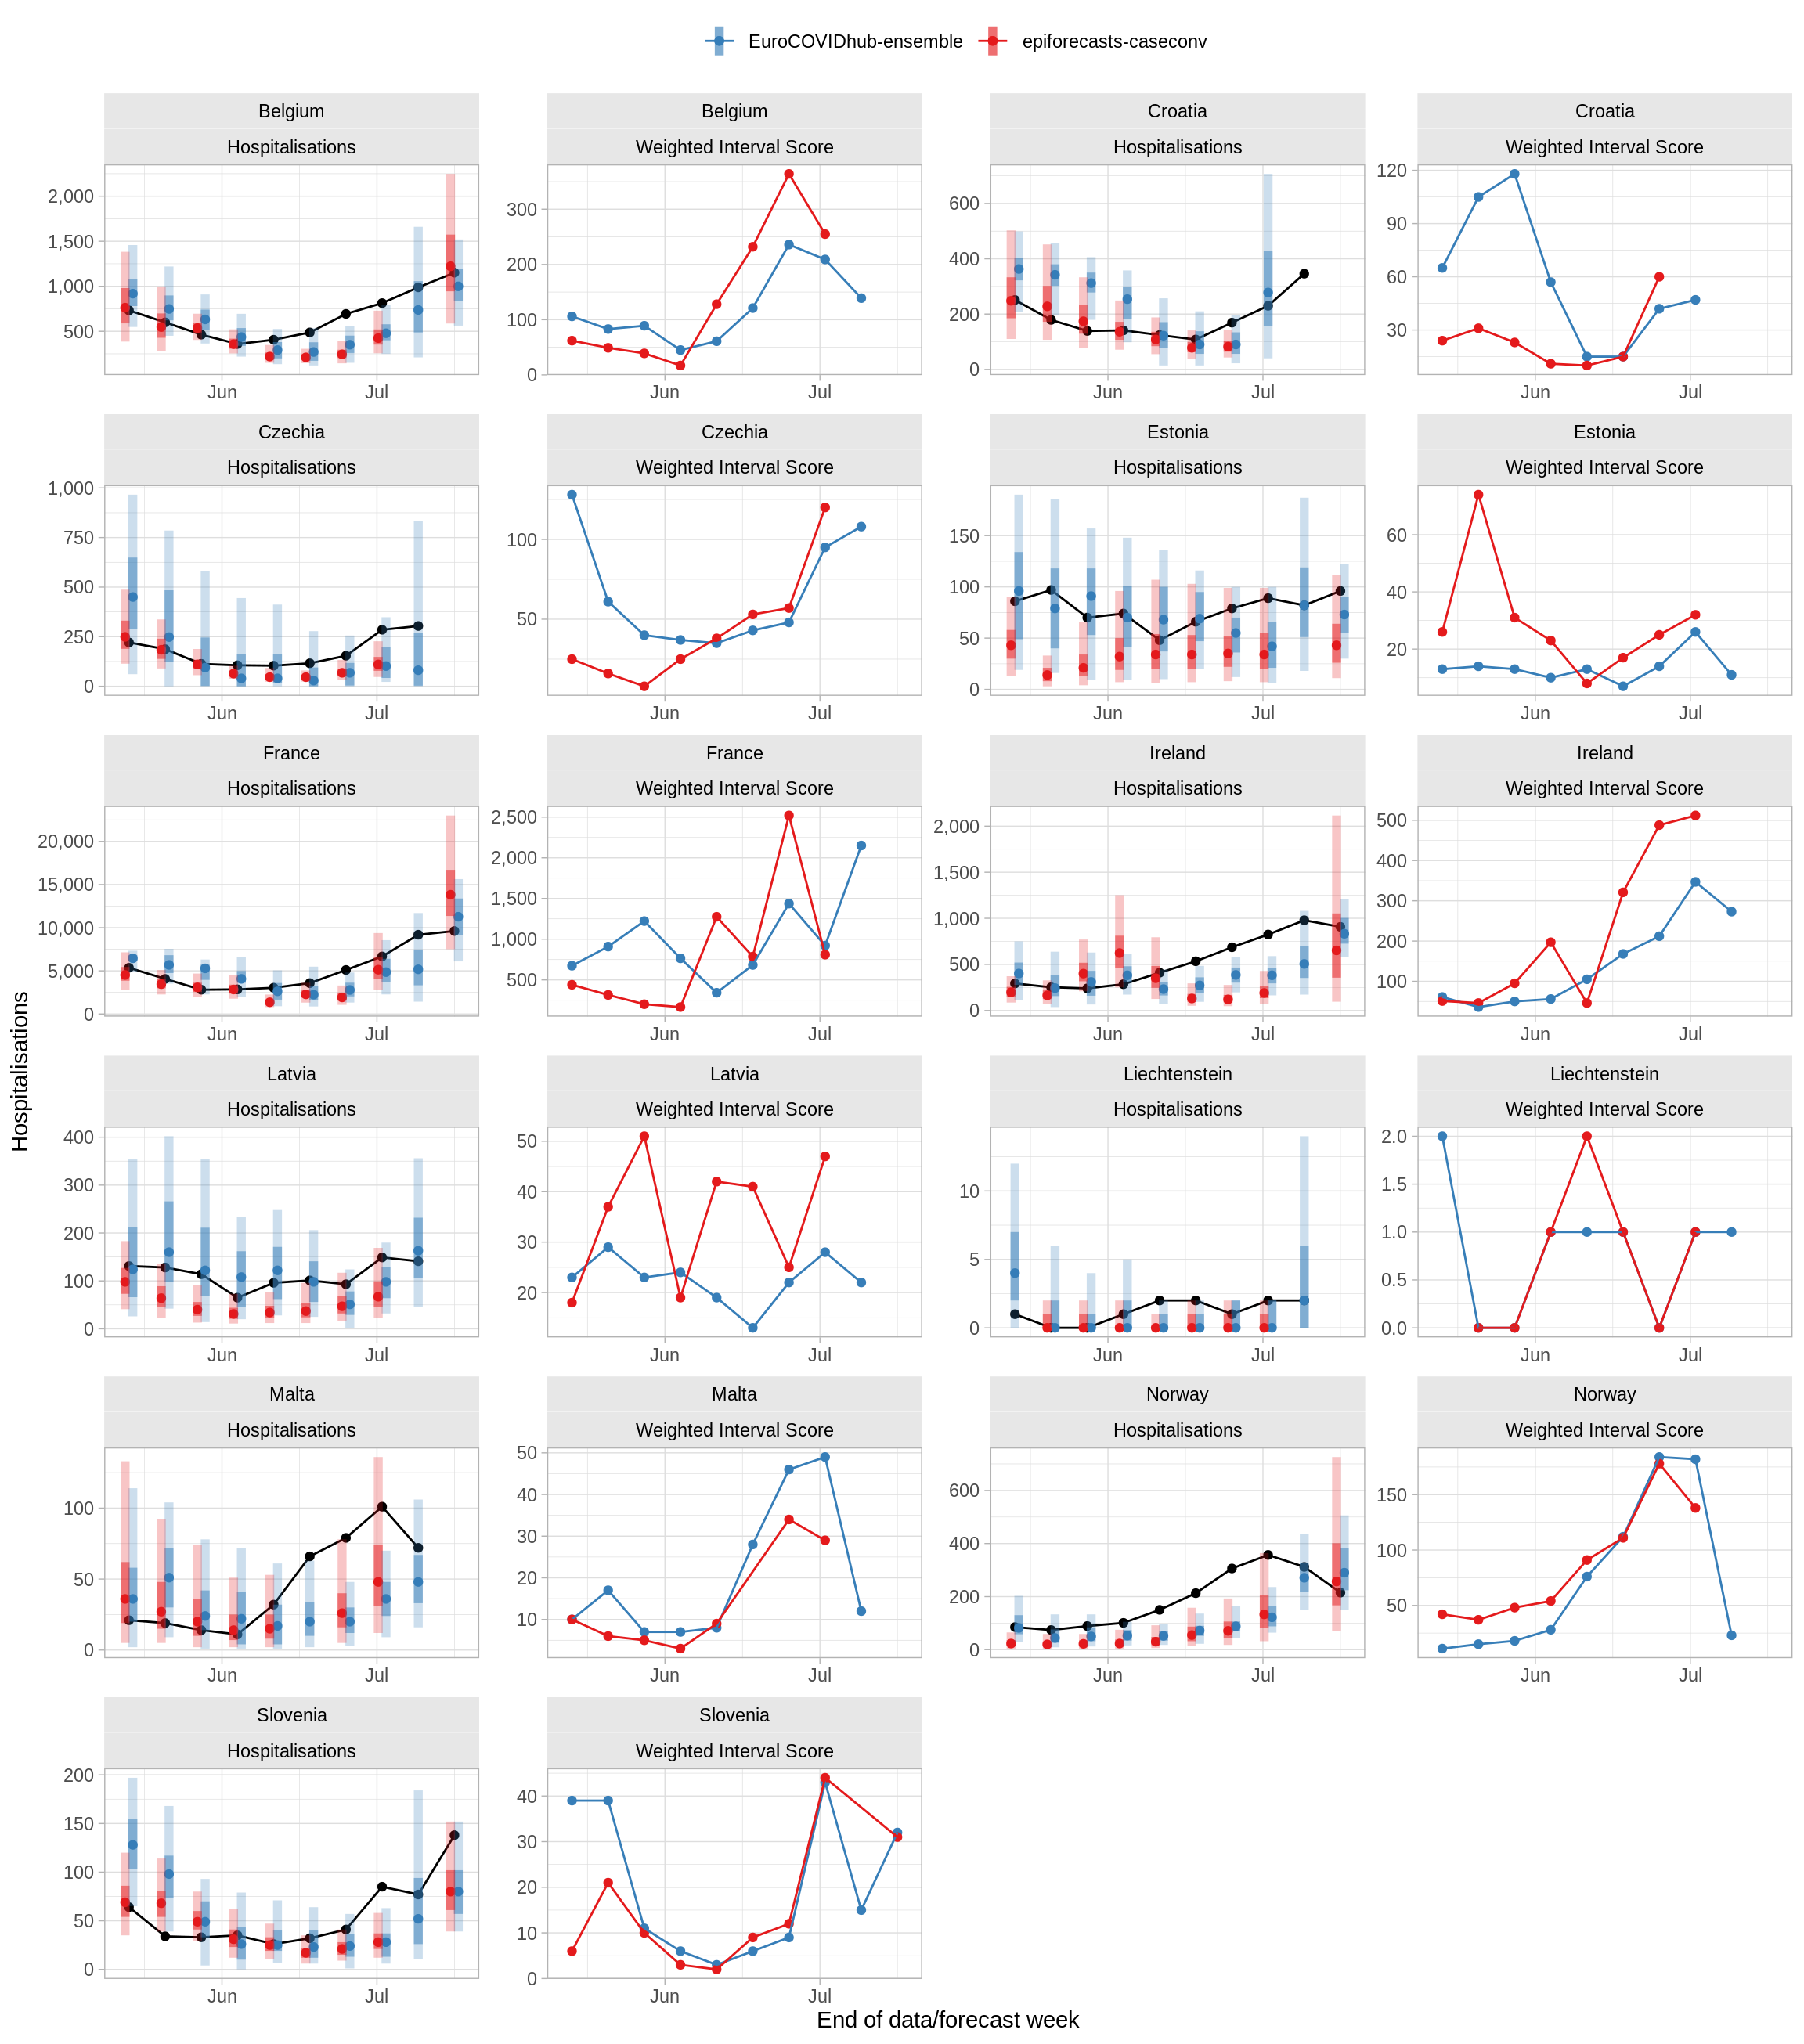 EuroCOVIDhub-ensemble epiforecasts-caseconv
Belgium Belgium Croatia Croatia
Hospitalisations Weighted Interval Score Hospitalisations Weighted Interval Score
2,000 300 600 120
1,500 200 400 90
1,000 100 200 60
500 0 0 30
Jun Jul Jun Jul Jun Jul Jun Jul
Czechia Czechia Estonia Estonia
Hospitalisations Weighted Interval Score Hospitalisations Weighted Interval Score
1,000 100 150 60
750 50 100 40
500 50 20
250 0
0
Jun Jul Jun Jul Jun Jul Jun Jul
France France Ireland Ireland
Hospitalisations Weighted Interval Score Hospitalisations Weighted Interval Score
20,000 2,500 2,000 500
15,000 2,000 1,500 400
10,000 1,500 1,000 300
5,000 1,000 500 200
0 500 0 100
Jun Jul Jun Jul Jun Jul Jun Jul
Hospitalisations
Latvia Latvia Liechtenstein Liechtenstein
Hospitalisations Weighted Interval Score Hospitalisations Weighted Interval Score
400 50 10 2.0
300 40 5 1.5
200 30 0 1.0
100 20 0.5
0 0.0
Jun Jul Jun Jul Jun Jul Jun Jul
Malta Malta Norway Norway
Hospitalisations Weighted Interval Score Hospitalisations Weighted Interval Score
100 50 600 150
50 40 400 100
0 30 200 50
20 0
10
Jun Jul Jun Jul Jun Jul Jun Jul
Slovenia Slovenia
Hospitalisations Weighted Interval Score
200 40
150 30
100 20
50 10
0 0
Jun Jul Jun Jul
End of data/forecast week